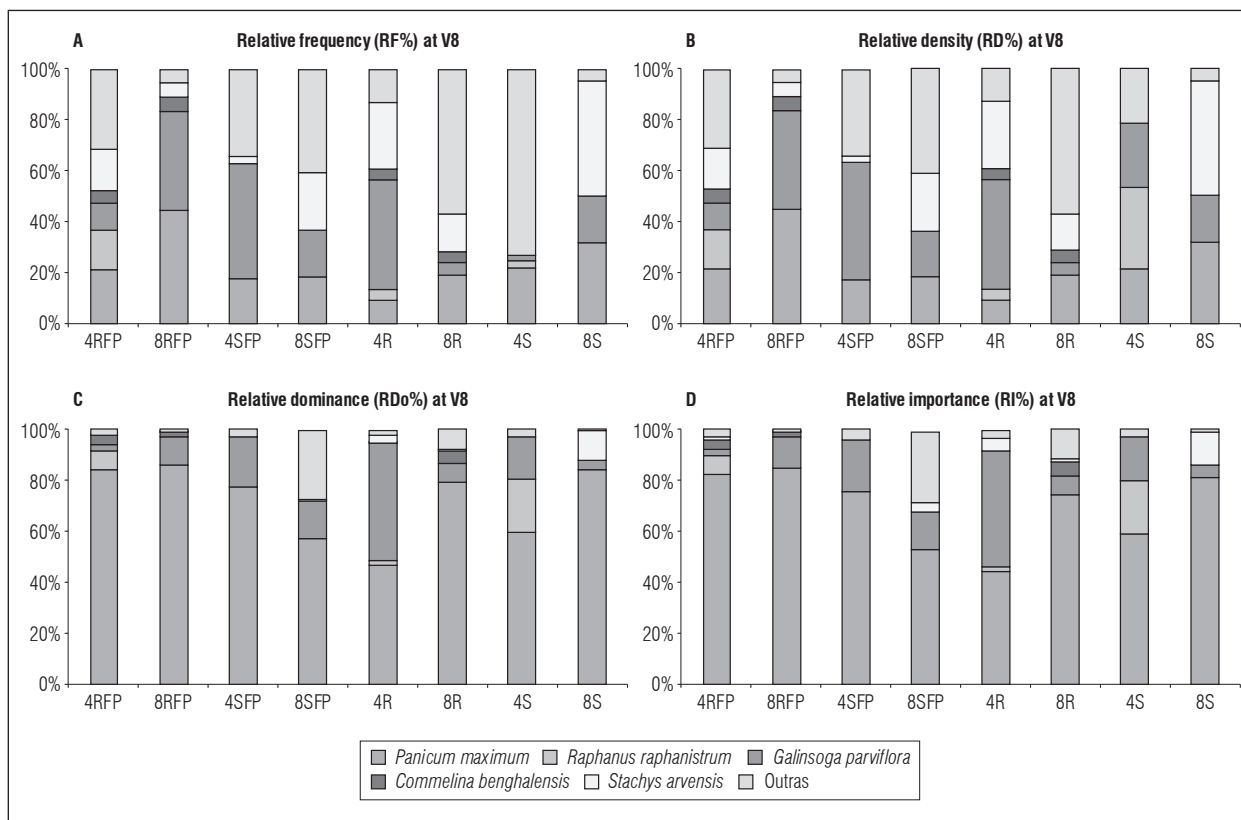 A Relative frequency (RF%) at V8
100%
80%
60%
40%
20%
0%
4RFP 8RFP 4SFP 8SFP 4R 8R 4S 8S
B Relative density (RD%) at V8
100%
80%
60%
40%
20%
0%
4RFP 8RFP 4SFP 8SFP 4R 8R 4S 8S
C Relative dominance (RDo%) at V8
100%
80%
60%
40%
20%
0%
4RFP 8RFP 4SFP 8SFP 4R 8R 4S 8S
D Relative importance (RI%) at V8
100%
80%
60%
40%
20%
0%
4RFP 8RFP 4SFP 8SFP 4R 8R 4S 8S
Panicum maximum Raphanus raphanistrum Galinsoga parviflora
Commelina benghalensis Stachys arvensis Outras